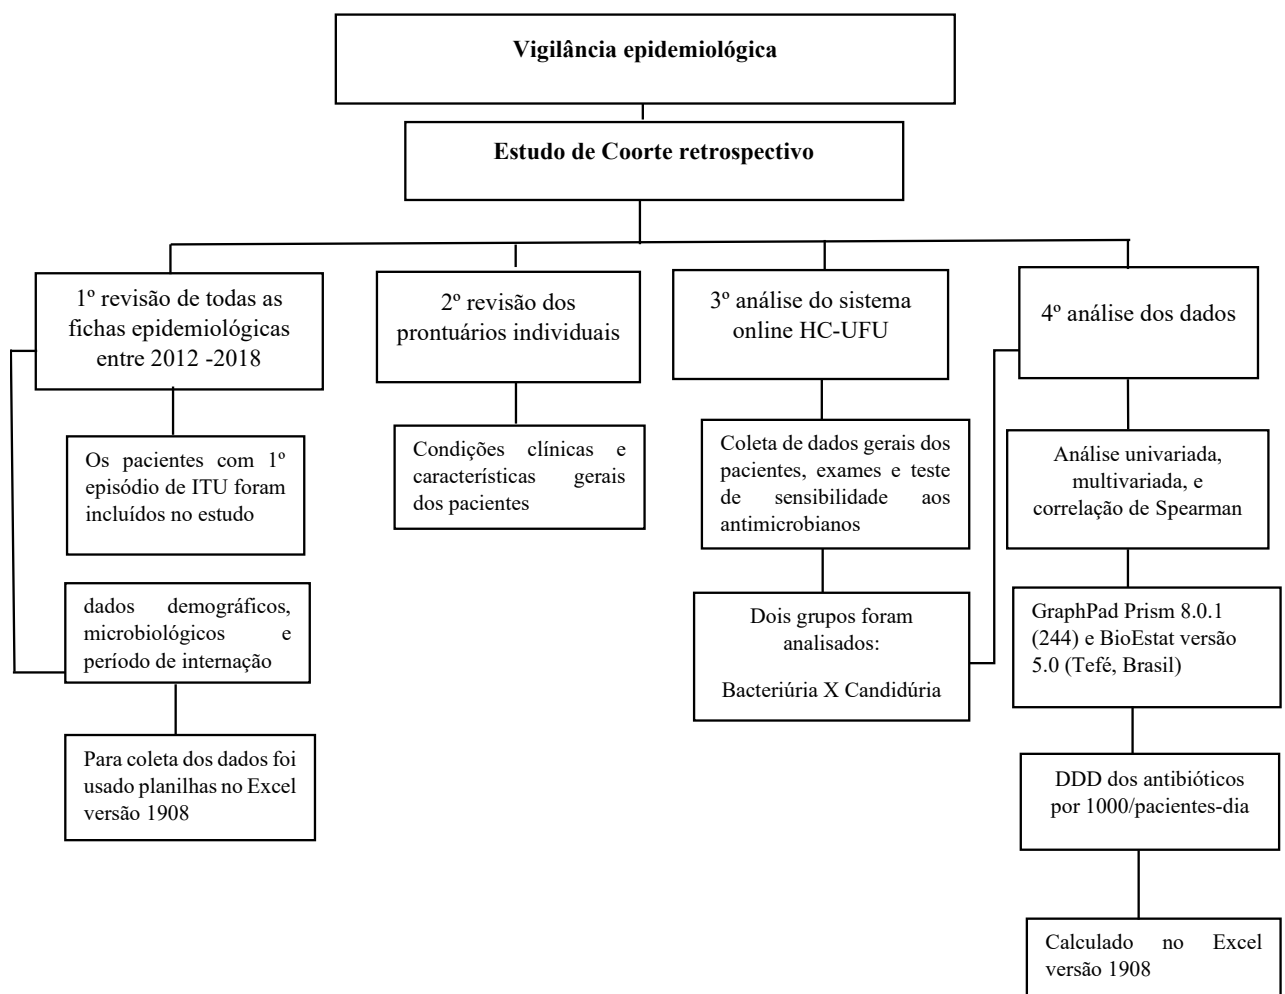 Vigilância epidemiológica
Estudo de Coorte retrospectivo
1º revisão de todas as
fichas epidemiológicas
entre 2012 -2018
2º revisão dos
prontuários individuais
3º análise do sistema
online HC-UFU
4º análise dos dados
Os pacientes com 1º
episódio de ITU foram
incluídos no estudo
dados demográficos,
microbiológicos e
período de internação
Para coleta dos dados foi
usado planilhas no Excel
versão 1908
Condições clínicas e
características gerais
dos pacientes
Coleta de dados gerais dos
pacientes, exames e teste
de sensibilidade aos
antimicrobianos
Dois grupos foram
analisados:
Bacteriúria X Candidúria
Análise univariada,
multivariada, e
correlação de Spearman
GraphPad Prism 8.0.1
(244) e BioEstat versão
5.0 (Tefé, Brasil)
DDD dos antibióticos
por 1000/pacientes-dia
Calculado no Excel
versão 1908